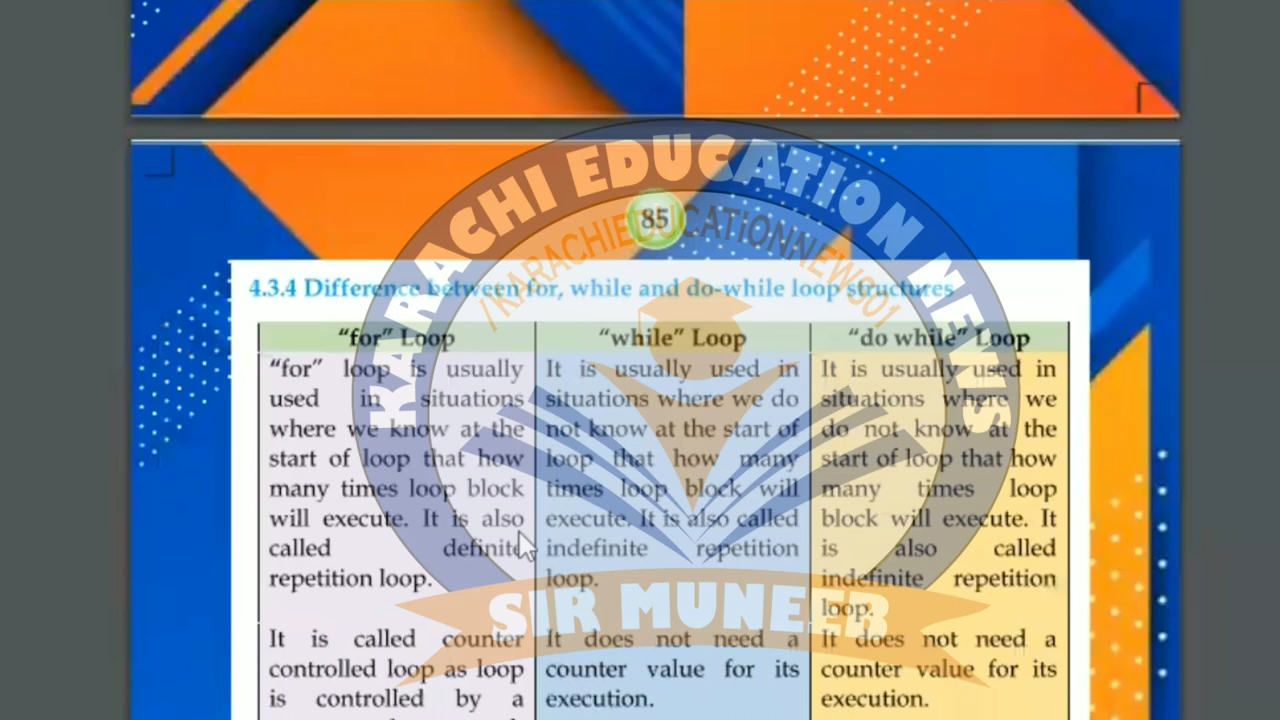 KARACHI EDUCATION NEWS
/KARACHIEDUCATIONNEWS01
85
4.3.4 Difference between for, while and do-while loop structures
“for” Loop
“for” loop is usually
used in situations
where we know at the
start of loop that how
many times loop block
will execute. It is also
called definite
repetition loop.
It is called counter
controlled loop as loop
is controlled by a
“while” Loop
It is usually used in
situations where we do
not know at the start of
loop that how many
times loop block will
execute. It is also called
indefinite repetition
loop.
It does not need a
counter value for its
execution.
“do while” Loop
It is usually used in
situations where we
do not know at the
start of loop that how
many times loop
block will execute. It
is also called
indefinite repetition
loop.
It does not need a
counter value for its
execution.
SIR MUNEER